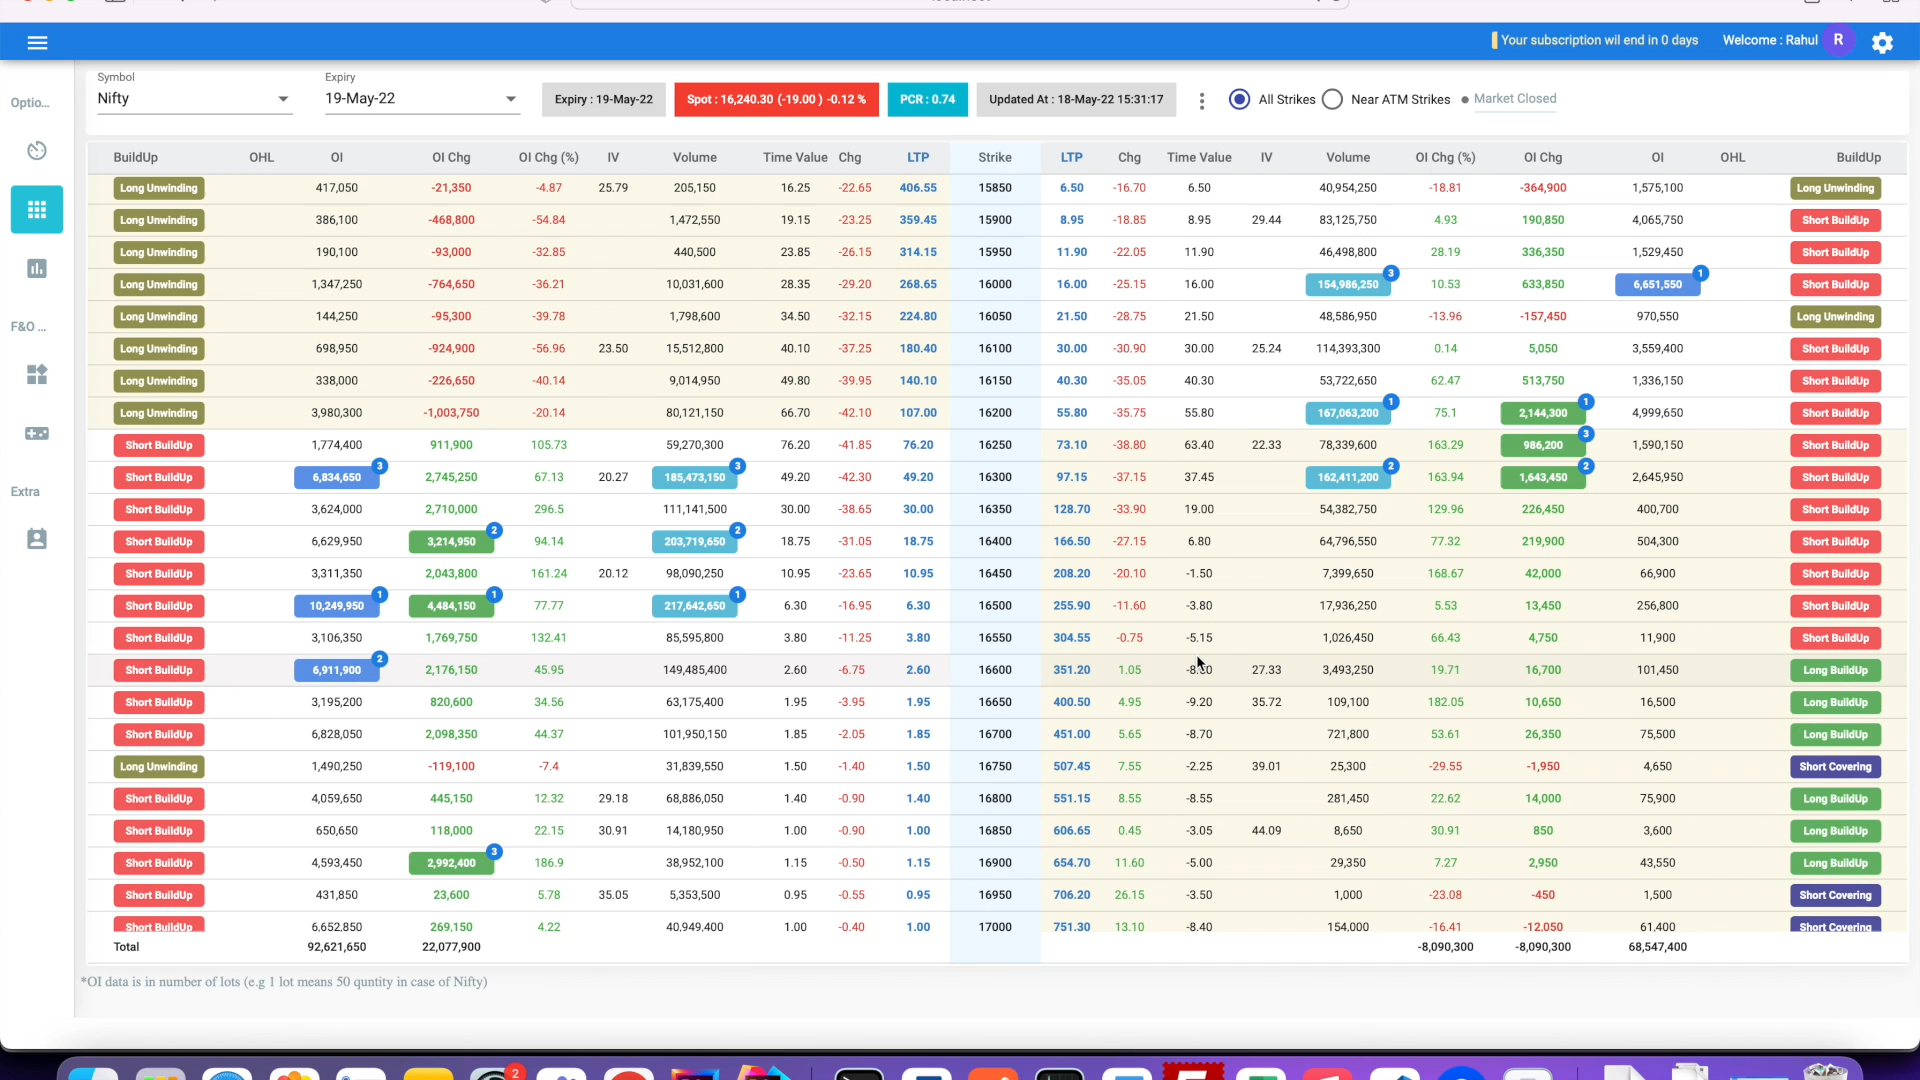 Your subscription wil end in 0 days Welcome : Rahul R
Optio...
F&O ...
Extra
Symbol Expiry
Nifty 19-May-22 Expiry : 19-May-22 Spot : 16,240.30 (-19.00 ) -0.12 % PCR : 0.74 Updated At : 18-May-22 15:31:17 All Strikes Near ATM Strikes Market Closed
BuildUp OHL OI OI Chg OI Chg (%) IV Volume Time Value Chg LTP Strike LTP Chg Time Value IV Volume OI Chg (%) OI Chg OI OHL BuildUp
Long Unwinding 417,050 -21,350 -4.87 25.79 205,150 16.25 -22.65 406.55 15850 6.50 -16.70 6.50 40,954,250 -18.81 -364,900 1,575,100 Long Unwinding
Long Unwinding 386,100 -468,800 -54.84 1,472,550 19.15 -23.25 359.45 15900 8.95 -18.85 8.95 29.44 83,125,750 4.93 190,850 4,065,750 Short BuildUp
Long Unwinding 190,100 -93,000 -32.85 440,500 23.85 -26.15 314.15 15950 11.90 -22.05 11.90 46,498,800 28.19 336,350 1,529,450 Short BuildUp
Long Unwinding 1,347,250 -764,650 -36.21 10,031,600 28.35 -29.20 268.65 16000 16.00 -25.15 16.00 154,986,250 3 10.53 633,850 6,651,550 1 Short BuildUp
Long Unwinding 144,250 -95,300 -39.78 1,798,600 34.50 -32.15 224.80 16050 21.50 -28.75 21.50 48,586,950 -13.96 -157,450 970,550 Long Unwinding
Long Unwinding 698,950 -924,900 -56.96 23.50 15,512,800 40.10 -37.25 180.40 16100 30.00 -30.90 30.00 25.24 114,393,300 0.14 5,050 3,559,400 Short BuildUp
Long Unwinding 338,000 -226,650 -40.14 9,014,950 49.80 -39.95 140.10 16150 40.30 -35.05 40.30 53,722,650 62.47 513,750 1,336,150 Short BuildUp
Long Unwinding 3,980,300 -1,003,750 -20.14 80,121,150 66.70 -42.10 107.00 16200 55.80 -35.75 55.80 167,063,200 1 75.1 2,144,300 1 4,999,650 Short BuildUp
Short BuildUp 1,774,400 911,900 105.73 59,270,300 76.20 -41.85 76.20 16250 73.10 -38.80 63.40 22.33 78,339,600 163.29 986,200 3 1,590,150 Short BuildUp
Short BuildUp 6,834,650 3 2,745,250 67.13 20.27 185,473,150 3 49.20 -42.30 49.20 16300 97.15 -37.15 37.45 162,411,200 2 163.94 1,643,450 2 2,645,950 Short BuildUp
Short BuildUp 3,624,000 2,710,000 296.5 111,141,500 30.00 -38.65 30.00 16350 128.70 -33.90 19.00 54,382,750 129.96 226,450 400,700 Short BuildUp
Short BuildUp 6,629,950 3,214,950 2 94.14 203,719,650 2 18.75 -31.05 18.75 16400 166.50 -27.15 6.80 64,796,550 77.32 219,900 504,300 Short BuildUp
Short BuildUp 3,311,350 2,043,800 161.24 20.12 98,090,250 10.95 -23.65 10.95 16450 208.20 -20.10 -1.50 7,399,650 168.67 42,000 66,900 Short BuildUp
Short BuildUp 10,249,950 1 4,484,150 1 77.77 217,642,650 1 6.30 -16.95 6.30 16500 255.90 -11.60 -3.80 17,936,250 5.53 13,450 256,800 Short BuildUp
Short BuildUp 3,106,350 1,769,750 132.41 85,595,800 3.80 -11.25 3.80 16550 304.55 -0.75 -5.15 1,026,450 66.43 4,750 11,900 Short BuildUp
Short BuildUp 6,911,900 2 2,176,150 45.95 149,485,400 2.60 -6.75 2.60 16600 351.20 1.05 27.33 3,493,250 19.71 16,700 101,450 Long BuildUp
Short BuildUp 3,195,200 820,600 34.56 63,175,400 1.95 -3.95 1.95 16650 400.50 4.95 -9.20 35.72 109,100 182.05 10,650 16,500 Long BuildUp
Short BuildUp 6,828,050 2,098,350 44.37 101,950,150 1.85 -2.05 1.85 16700 451.00 5.65 -8.70 721,800 53.61 26,350 75,500 Long BuildUp
Long Unwinding 1,490,250 -119,100 -7.4 31,839,550 1.50 -1.40 1.50 16750 507.45 7.55 -2.25 39.01 25,300 -29.55 -1,950 4,650 Short Covering
Short BuildUp 4,059,650 445,150 12.32 29.18 68,886,050 1.40 -0.90 1.40 16800 551.15 8.55 -8.55 281,450 22.62 14,000 75,900 Long BuildUp
Short BuildUp 650,650 118,000 22.15 30.91 14,180,950 1.00 -0.90 1.00 16850 606.65 0.45 -3.05 44.09 8,650 30.91 850 3,600 Long BuildUp
Short BuildUp 4,593,450 2,992,400 3 186.9 38,952,100 1.15 -0.50 1.15 16900 654.70 11.60 -5.00 29,350 7.27 2,950 43,550 Long BuildUp
Short BuildUp 431,850 23,600 5.78 35.05 5,353,500 0.95 -0.55 0.95 16950 706.20 26.15 -3.50 1,000 -23.08 -450 1,500 Short Covering
Short BuildUp 6,652,850 269,150 4.22 40,949,400 1.00 -0.40 1.00 17000 751.30 13.10 -8.40 154,000 -16.41 -12,050 61,400 Short Covering
Total 92,621,650 22,077,900 -8,090,300 -8,090,300 68,547,400
*OI data is in number of lots (e.g 1 lot means 50 quntity in case of Nifty)
2